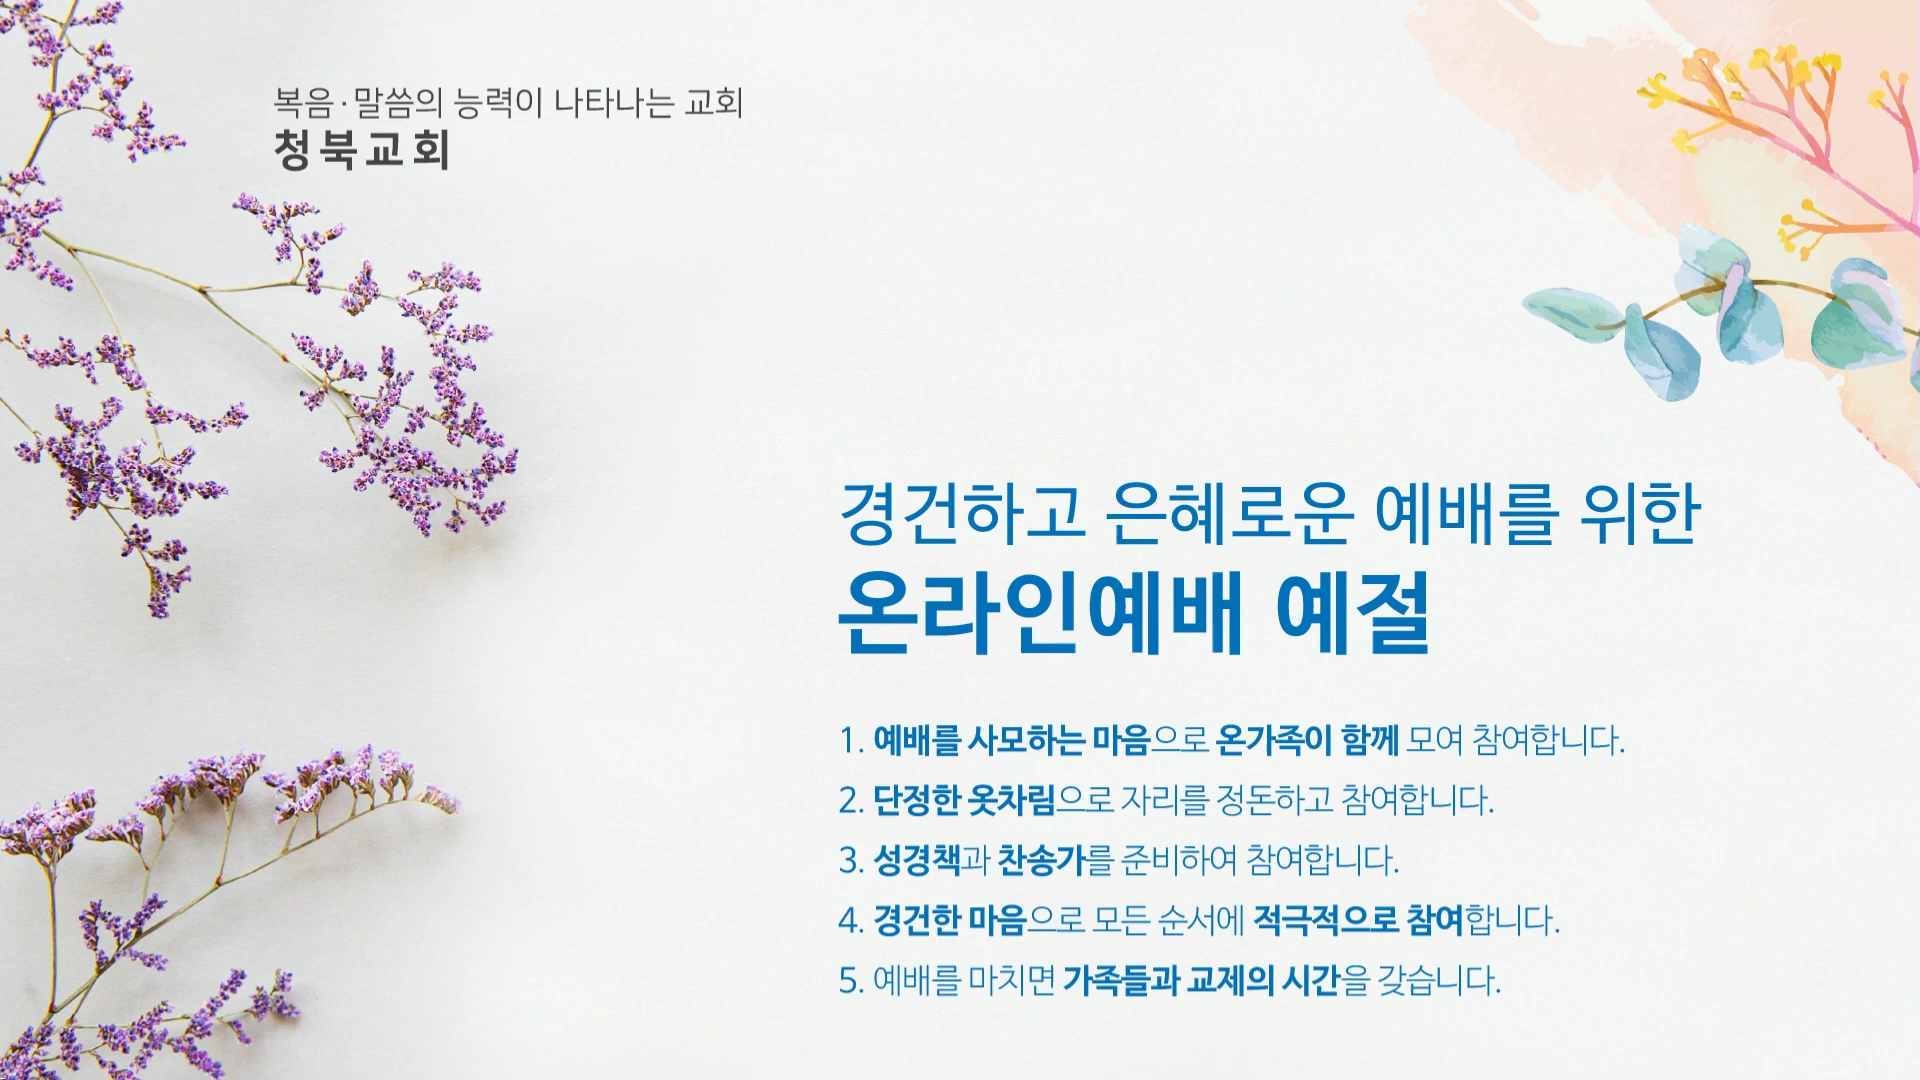 복음·말씀의 능력이 나타나는 교회
청북교회
경건하고 은혜로운 예배를 위한
온라인예배 예절
1. 예배를 사모하는 마음으로 온가족이 함께 모여 참여합니다.
2. 단정한 옷차림으로 자리를 정돈하고 참여합니다.
3. 성경책과 찬송가를 준비하여 참여합니다.
4. 경건한 마음으로 모든 순서에 적극적으로 참여합니다.
5. 예배를 마치면 가족들과 교제의 시간을 갖습니다.